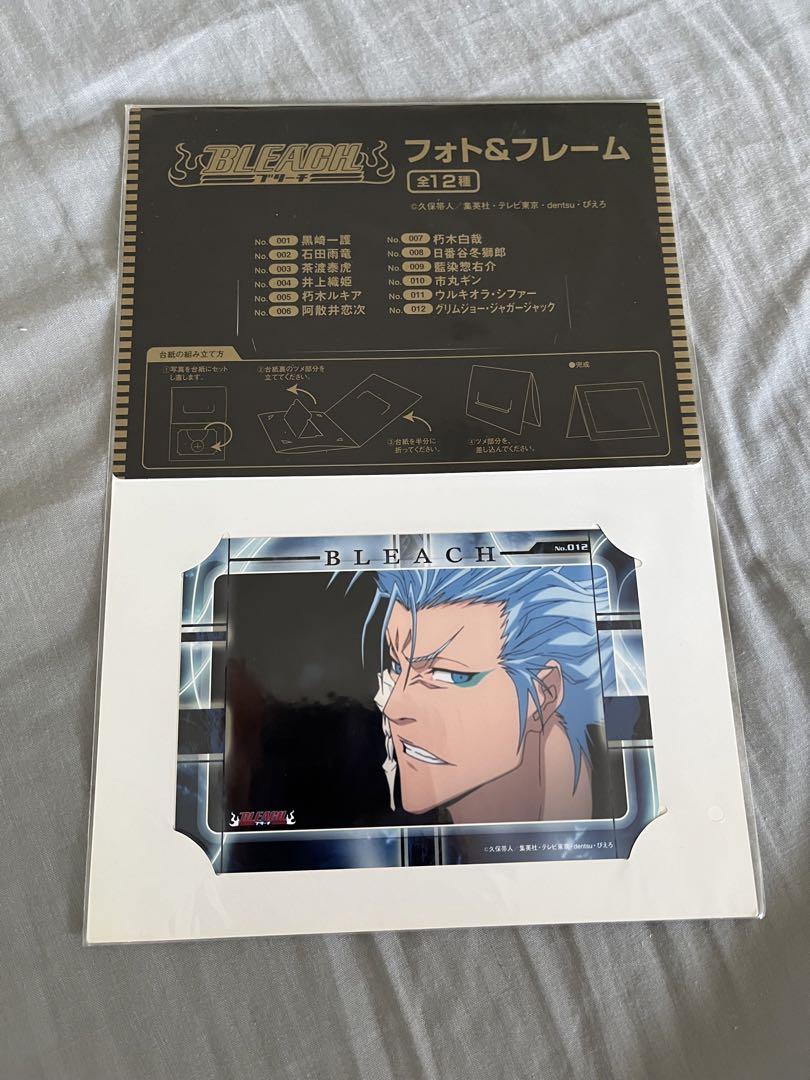 BLEACH
ブリーチ
フォト&フレーム
全12種
©久保帯人／集英社・テレビ東京・dentsu・ぴえろ
No. 001 黒崎一護
No. 002 石田雨竜
No. 003 茶渡泰虎
No. 004 井上織姫
No. 005 朽木ルキア
No. 006 阿散井恋次
No. 007 朽木白哉
No. 008 日番谷冬獅郎
No. 009 藍染惣右介
No. 010 市丸ギン
No. 011 ウルキオラ・シファー
No. 012 グリムジョー・ジャガージャック
台紙の組み立て方
①写真を台紙にセット
し直します。
②台紙裏のツメ部分を
立ててください。
③台紙を半分に
折ってください。
④ツメ部分を、
差し込んでください。
●完成
BLEACH
No.012
BLEACH
ブリーチ
©久保帯人／集英社・テレビ東京・dentsu・ぴえろ